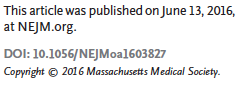 This article was published on June 13, 2016,
at NEJM.org.
DOI: 10.1056/NEJMoa1603827
Copyright © 2016 Massachusetts Medical Society.